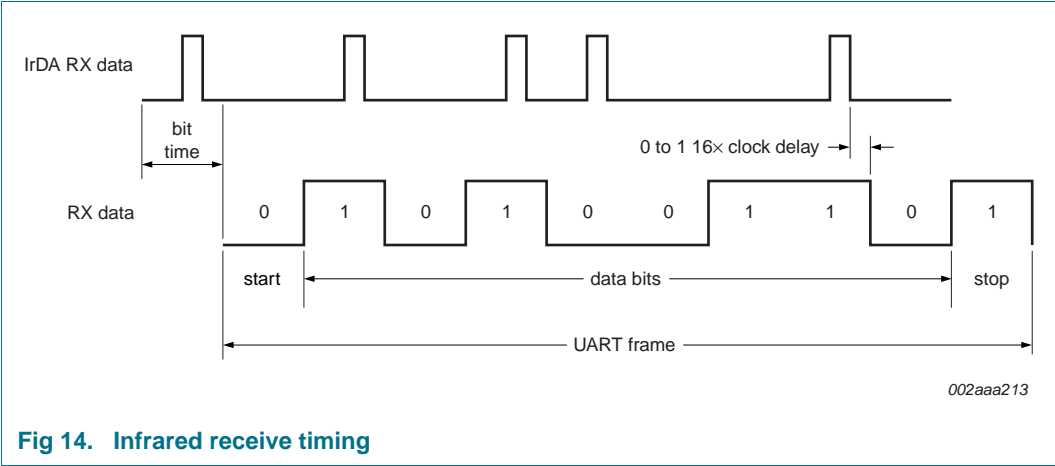 IrDA RX data
bit
time
0 to 1 16× clock delay
RX data
0 1 0 1 0 0 1 1 0 1
start data bits stop
UART frame
002aaa213
Fig 14. Infrared receive timing